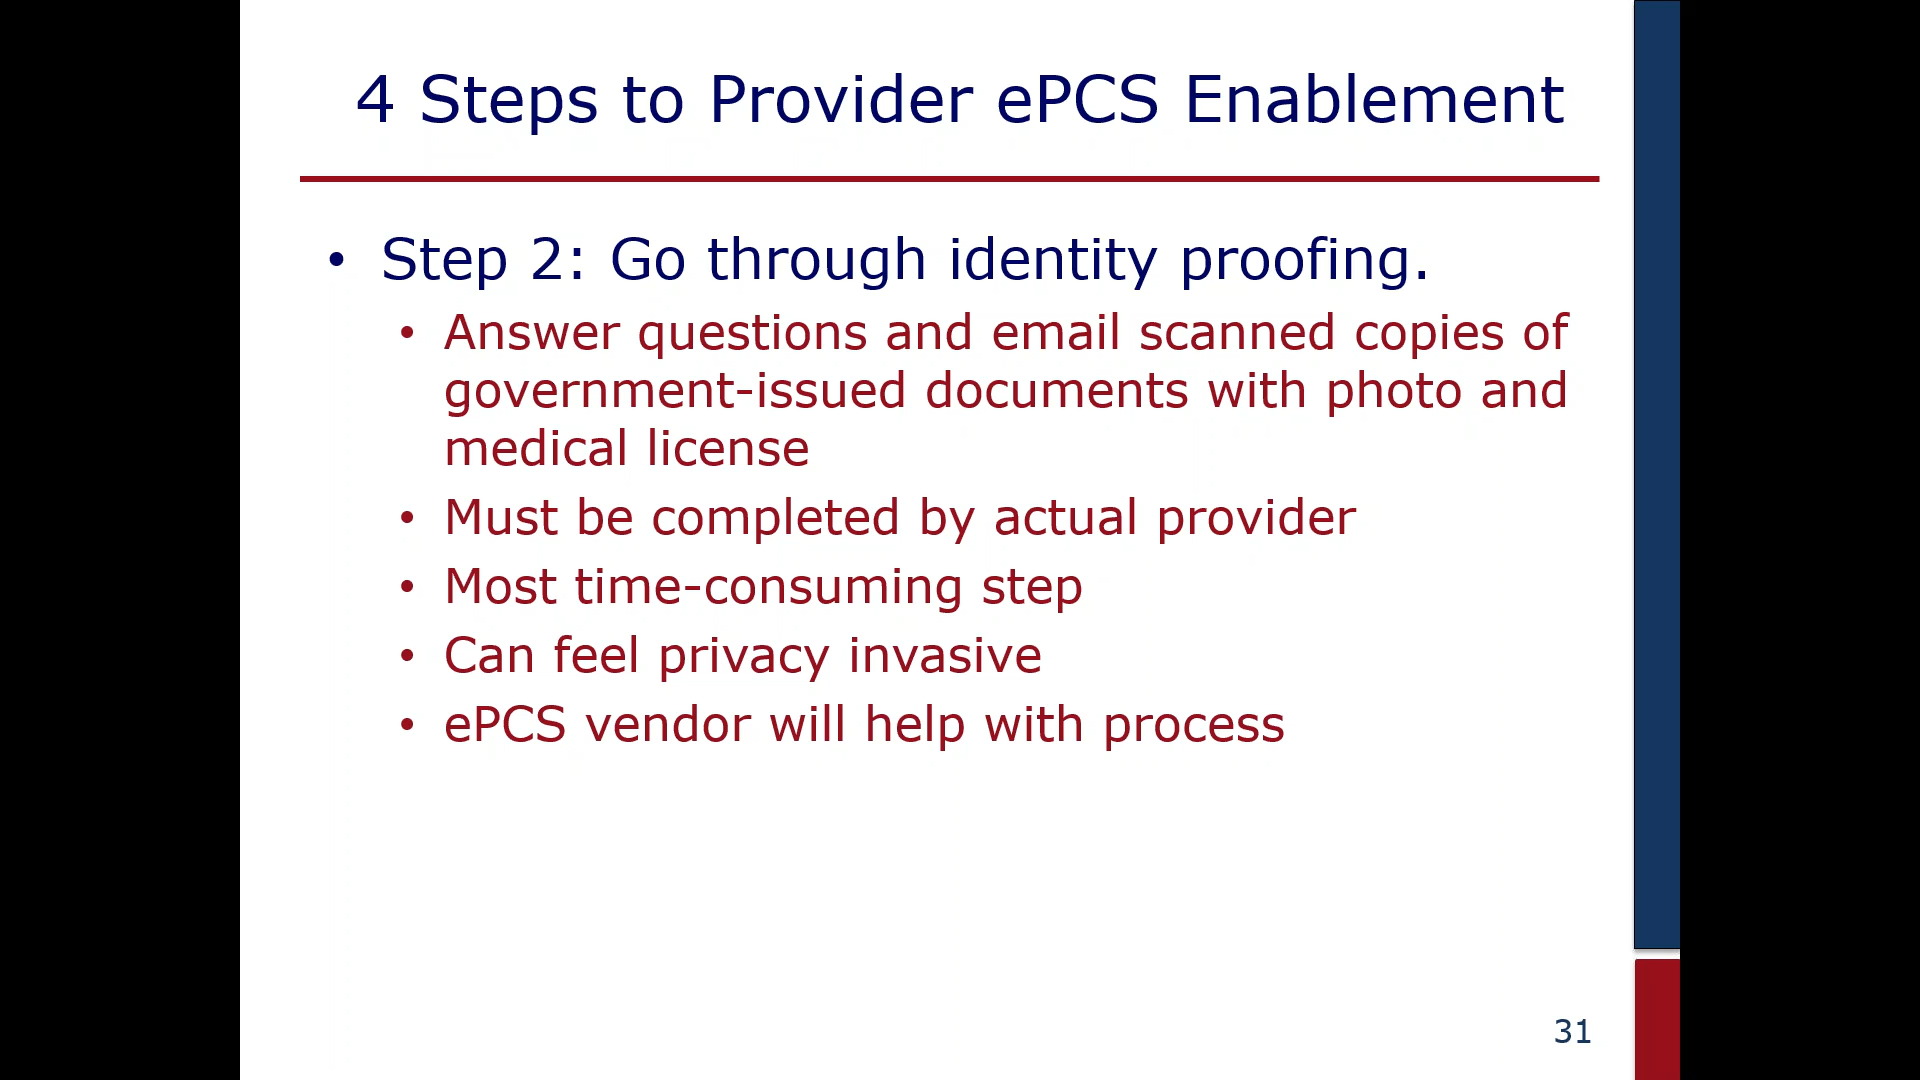 4 Steps to Provider ePCS Enablement
• Step 2: Go through identity proofing.
• Answer questions and email scanned copies of
government-issued documents with photo and
medical license
• Must be completed by actual provider
• Most time-consuming step
• Can feel privacy invasive
• ePCS vendor will help with process
31